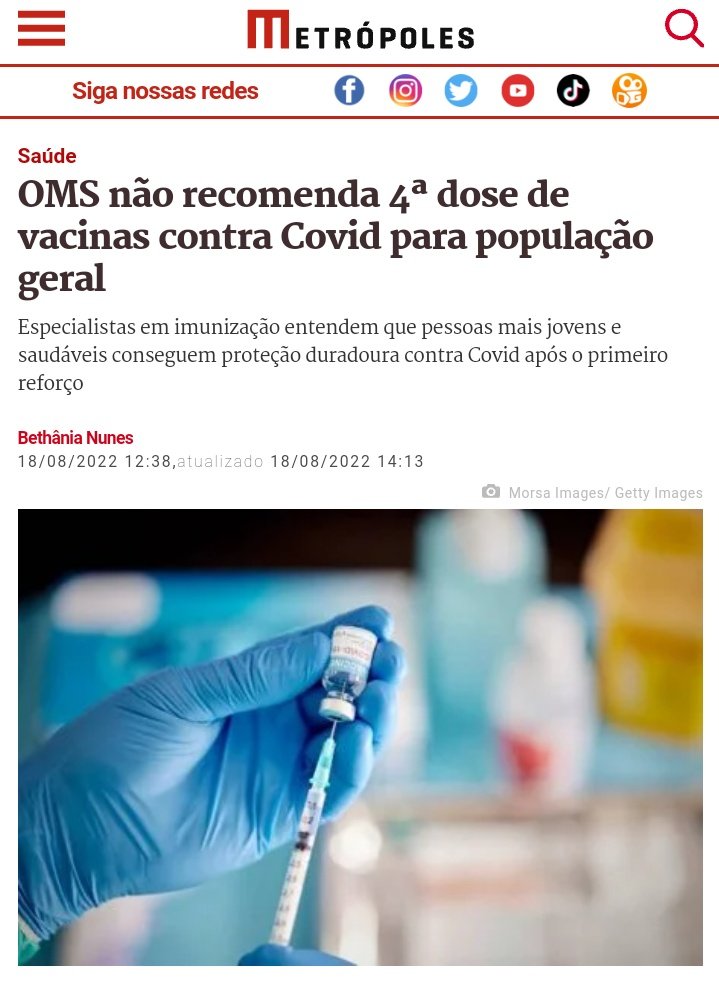 METRÓPOLES
Siga nossas redes
Saúde
OMS não recomenda 4ª dose de
vacinas contra Covid para população
geral
Especialistas em imunização entendem que pessoas mais jovens e
saudáveis conseguem proteção duradoura contra Covid após o primeiro
reforço
Bethânia Nunes
18/08/2022 12:38,atualizado 18/08/2022 14:13
Morsa Images/ Getty Images